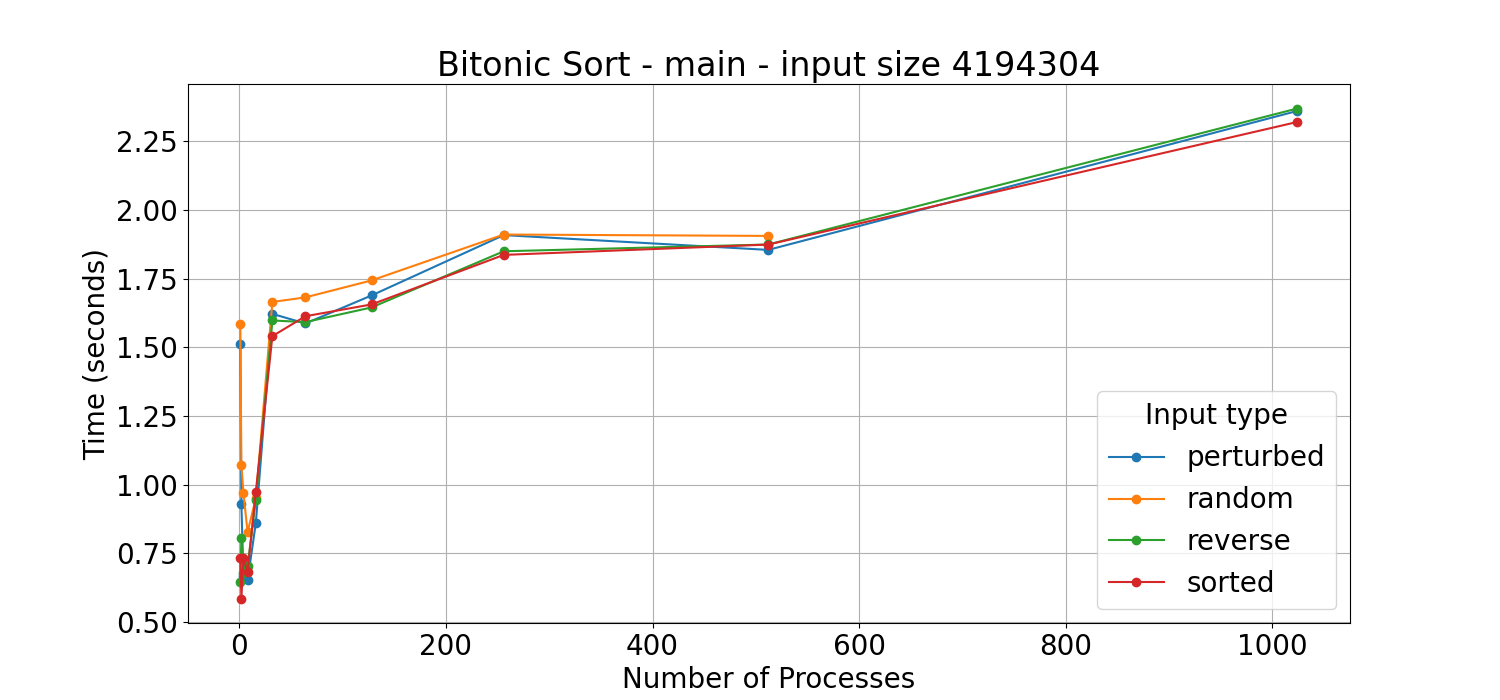 Bitonic Sort - main - input size 4194304
Time (seconds)
2.25
2.00
1.75
1.50
1.25
1.00
0.75
0.50
0 200 400 600 800 1000
Number of Processes
Input type
perturbed
random
reverse
sorted